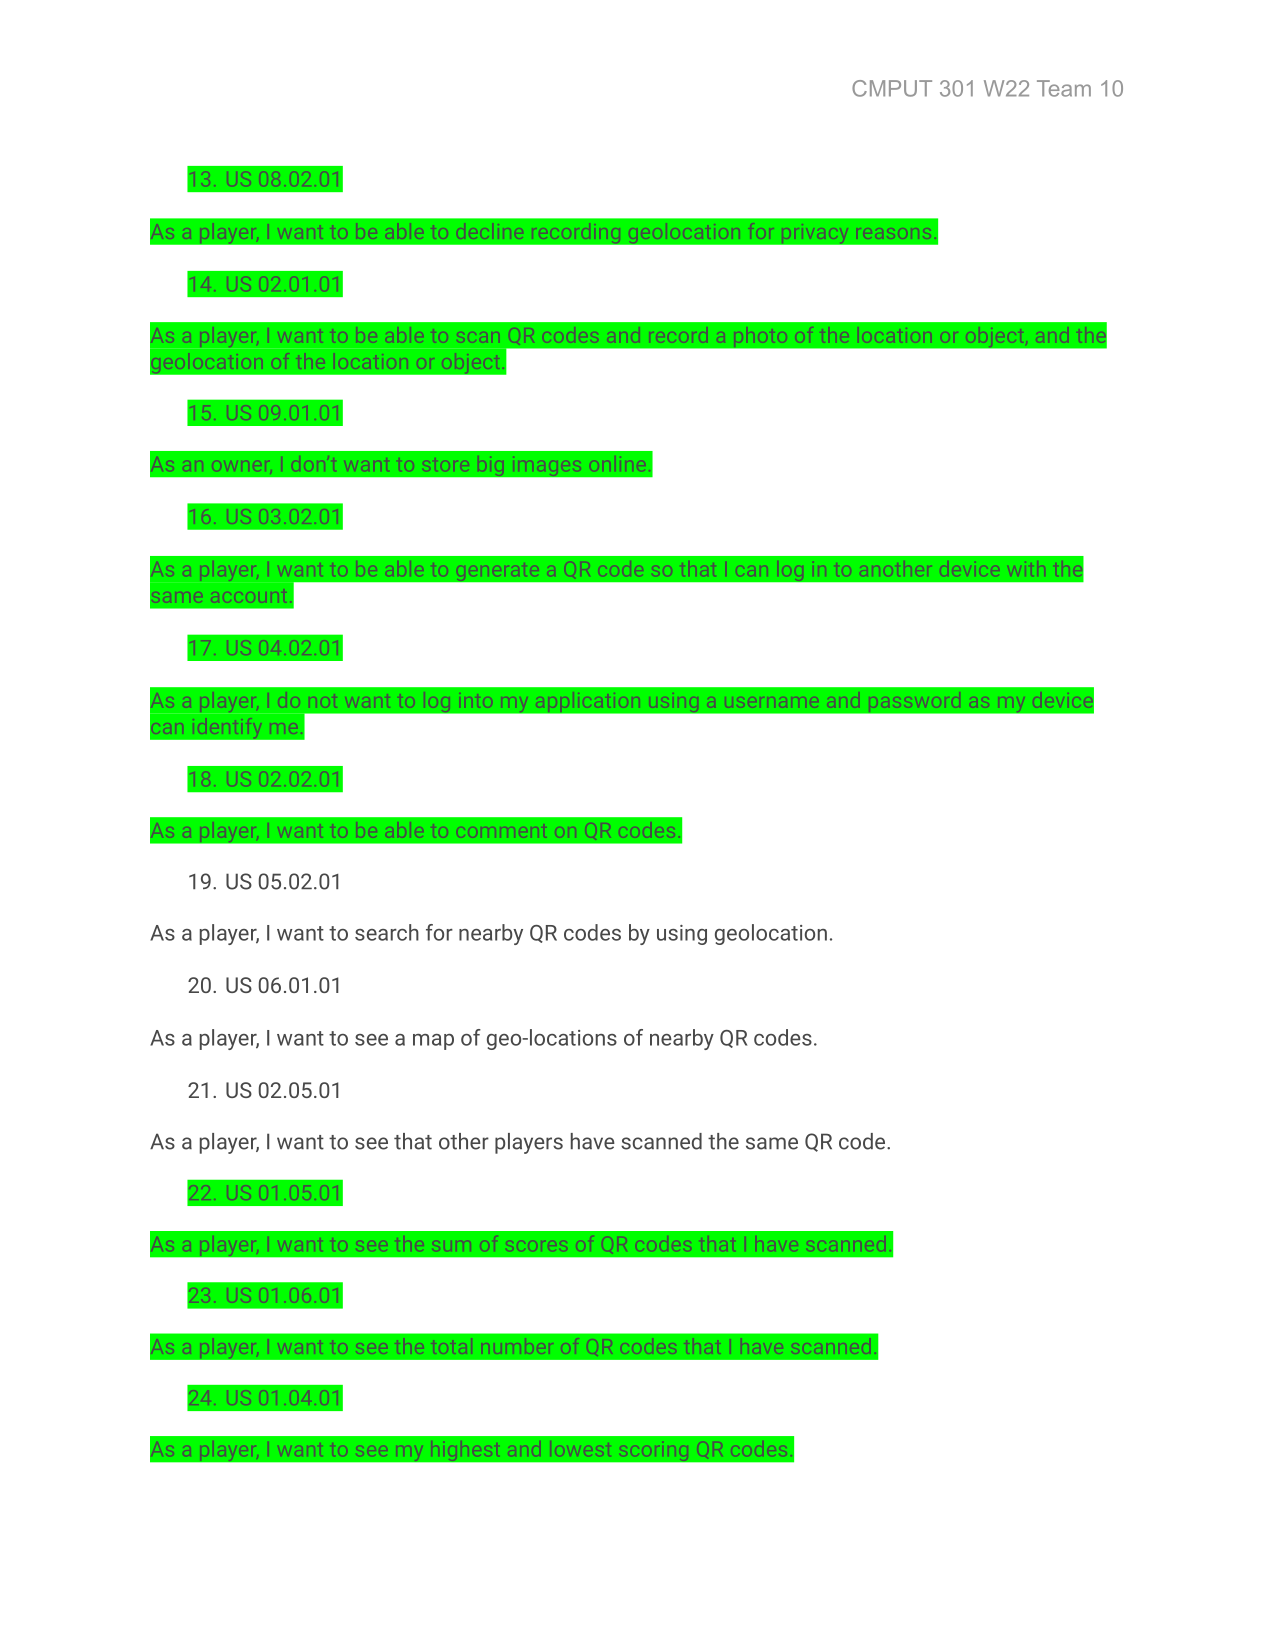 CMPUT 301 W22 Team 10
13. US 08.02.01
As a player, I want to be able to decline recording geolocation for privacy reasons.
14. US 02.01.01
As a player, I want to be able to scan QR codes and record a photo of the location or object, and the
geolocation of the location or object.
15. US 09.01.01
As an owner, I don’t want to store big images online.
16. US 03.02.01
As a player, I want to be able to generate a QR code so that I can log in to another device with the
same account.
17. US 04.02.01
As a player, I do not want to log into my application using a username and password as my device
can identify me.
18. US 02.02.01
As a player, I want to be able to comment on QR codes.
19. US 05.02.01
As a player, I want to search for nearby QR codes by using geolocation.
20. US 06.01.01
As a player, I want to see a map of geo-locations of nearby QR codes.
21. US 02.05.01
As a player, I want to see that other players have scanned the same QR code.
22. US 01.05.01
As a player, I want to see the sum of scores of QR codes that I have scanned.
23. US 01.06.01
As a player, I want to see the total number of QR codes that I have scanned.
24. US 01.04.01
As a player, I want to see my highest and lowest scoring QR codes.